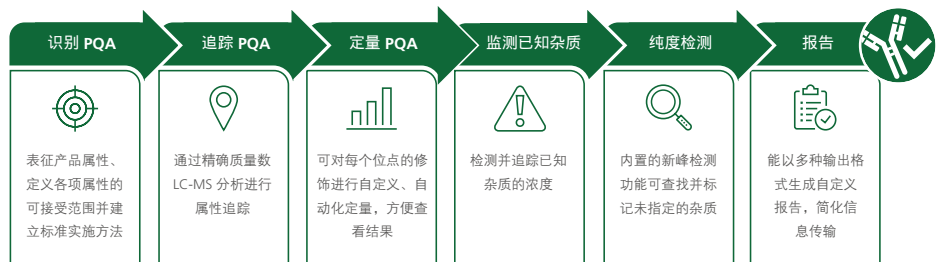 识别 PQA
追踪 PQA
定量 PQA
监测已知杂质
纯度检测
报告
表征产品属性、
定义各项属性的
可接受范围并建
立标准实施方法
通过精确质量数
LC-MS 分析进行
属性追踪
可对每个位点的修
饰进行自定义、自
动化定量，方便查
看结果
检测并追踪已知
杂质的浓度
内置的新峰检测
功能可查找并标
记未指定的杂质
能以多种输出格
式生成自定义
报告，简化信
息传输